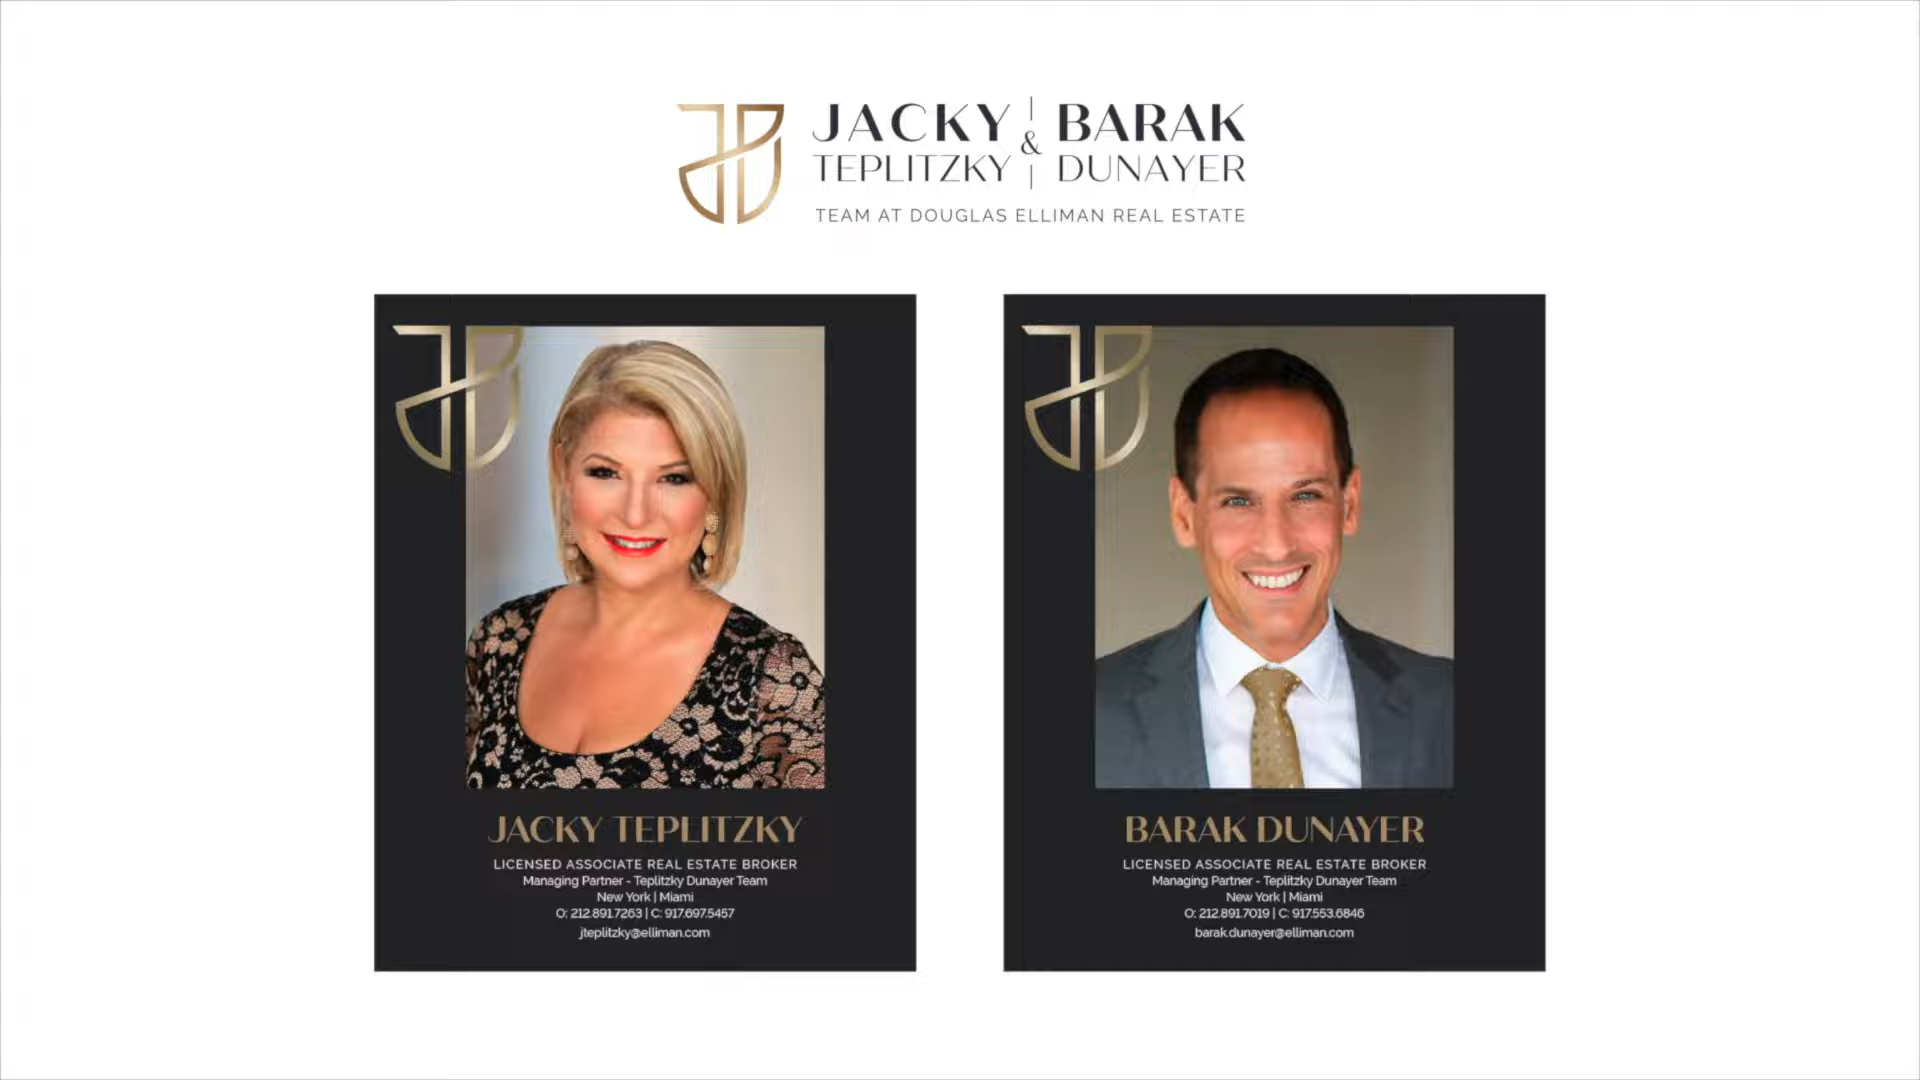 JACKY & BARAK
TEPLITZKY DUNAYER
TEAM AT DOUGLAS ELLIMAN REAL ESTATE
JACKY TEPLITZKY
LICENSED ASSOCIATE REAL ESTATE BROKER
Managing Partner - Teplitzky Dunayer Team
New York | Miami
O: 212.891.7263 | C: 917.697.5457
jteplitzky@elliman.com
BARAK DUNAYER
LICENSED ASSOCIATE REAL ESTATE BROKER
Managing Partner - Teplitzky Dunayer Team
New York | Miami
O: 212.891.7019 | C: 917.553.6846
barak.dunayer@elliman.com